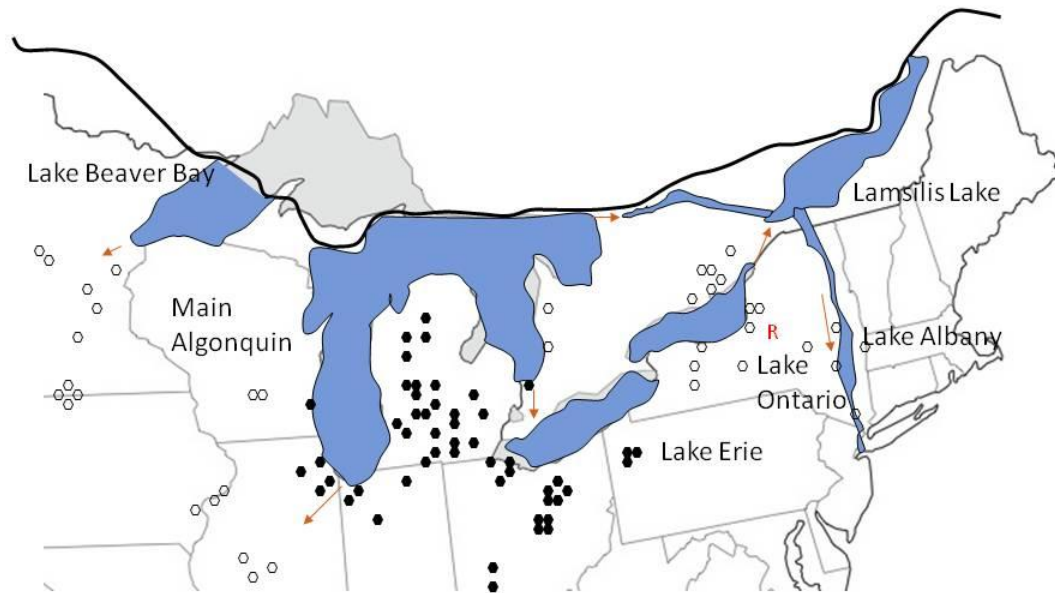 Lake Beaver Bay
Lamsilis Lake
Main
Algonquin
R
Lake Albany
Lake
Ontario
Lake Erie